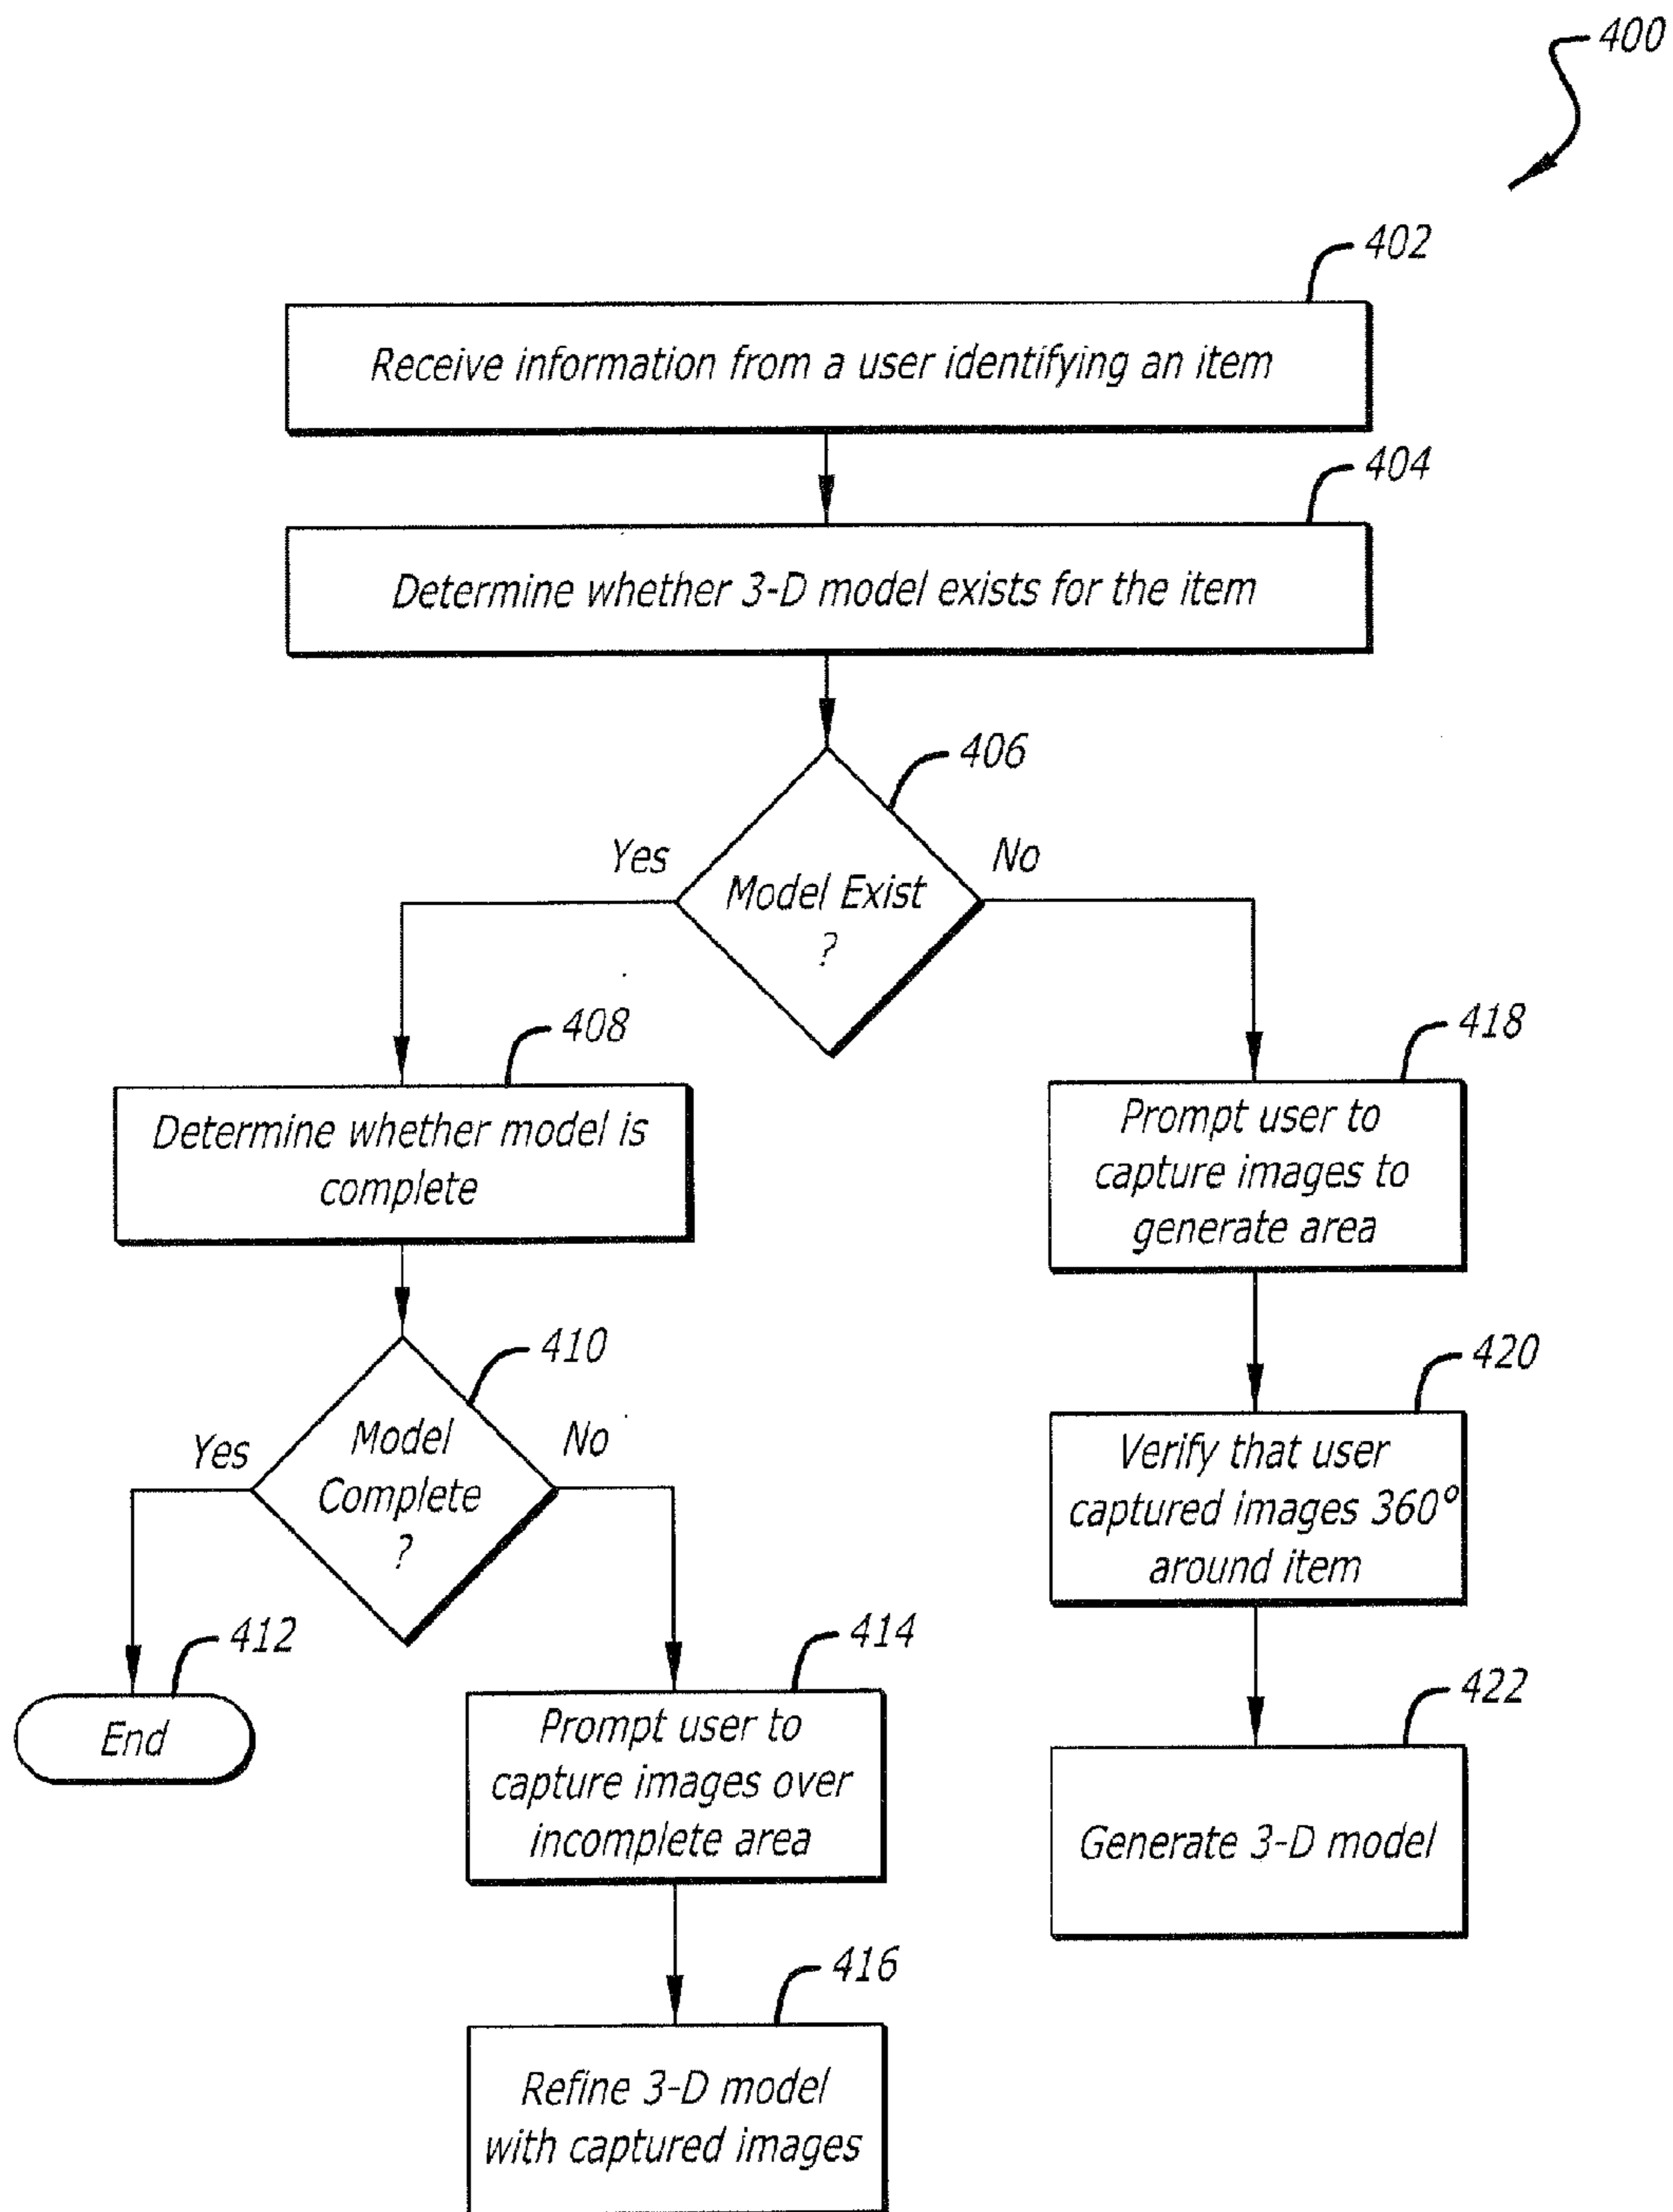 400
402
Receive information from a user identifying an item
404
Determine whether 3-D model exists for the item
406
Yes
No
Model Exist
?
408
Determine whether model is
complete
418
Prompt user to
capture images to
generate area
410
Yes
No
Model
Complete
?
420
Verify that user
captured images 360°
around item
412
End
414
Prompt user to
capture images over
incomplete area
422
Generate 3-D model
416
Refine 3-D model
with captured images